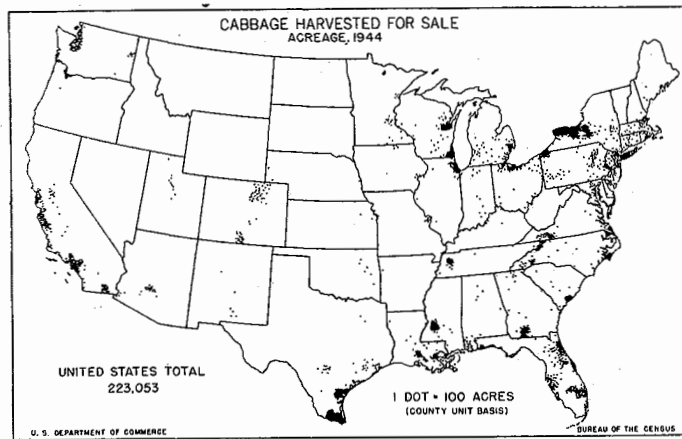 CABBAGE HARVESTED FOR SALE
ACREAGE, 1944
UNITED STATES TOTAL
223,053
1 DOT = 100 ACRES
(COUNTY UNIT BASIS)
U. S. DEPARTMENT OF COMMERCE
BUREAU OF THE CENSUS